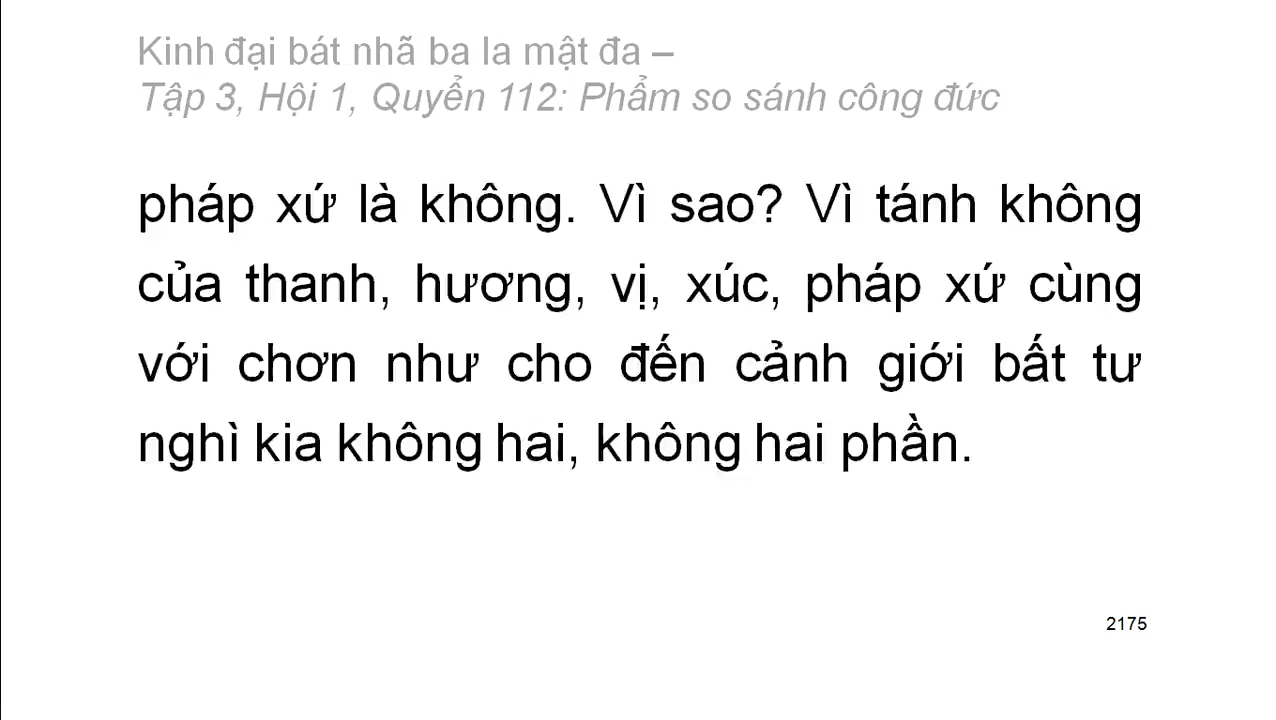 Kinh đại bát nhã ba la mật đa –
Tập 3, Hội 1, Quyển 112: Phẩm so sánh công đức
pháp xứ là không. Vì sao? Vì tánh không
của thanh, hương, vị, xúc, pháp xứ cùng
với chơn như cho đến cảnh giới bất tư
nghì kia không hai, không hai phần.
2175